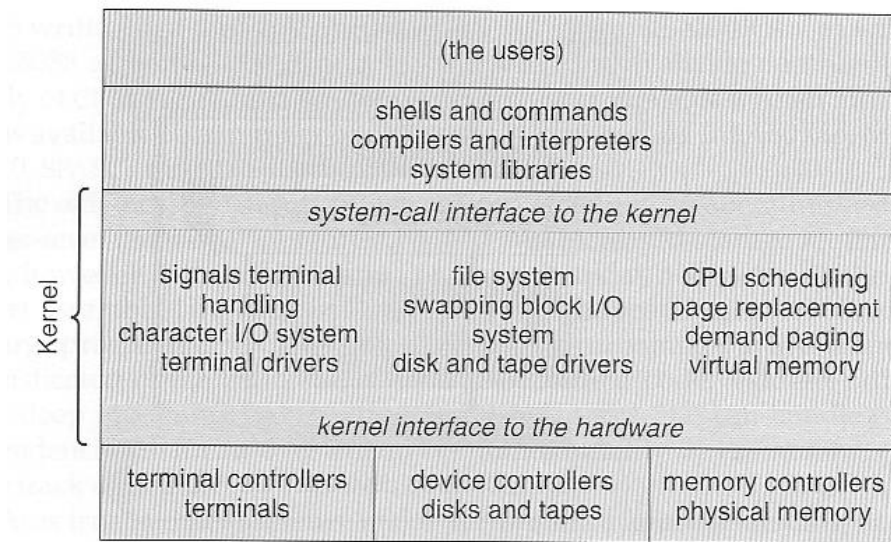 (the users)
shells and commands
compilers and interpreters
system libraries
Kernel
system-call interface to the kernel
signals terminal
handling
character I/O system
terminal drivers
file system
swapping block I/O
system
disk and tape drivers
CPU scheduling
page replacement
demand paging
virtual memory
kernel interface to the hardware
terminal controllers
terminals
device controllers
disks and tapes
memory controllers
physical memory